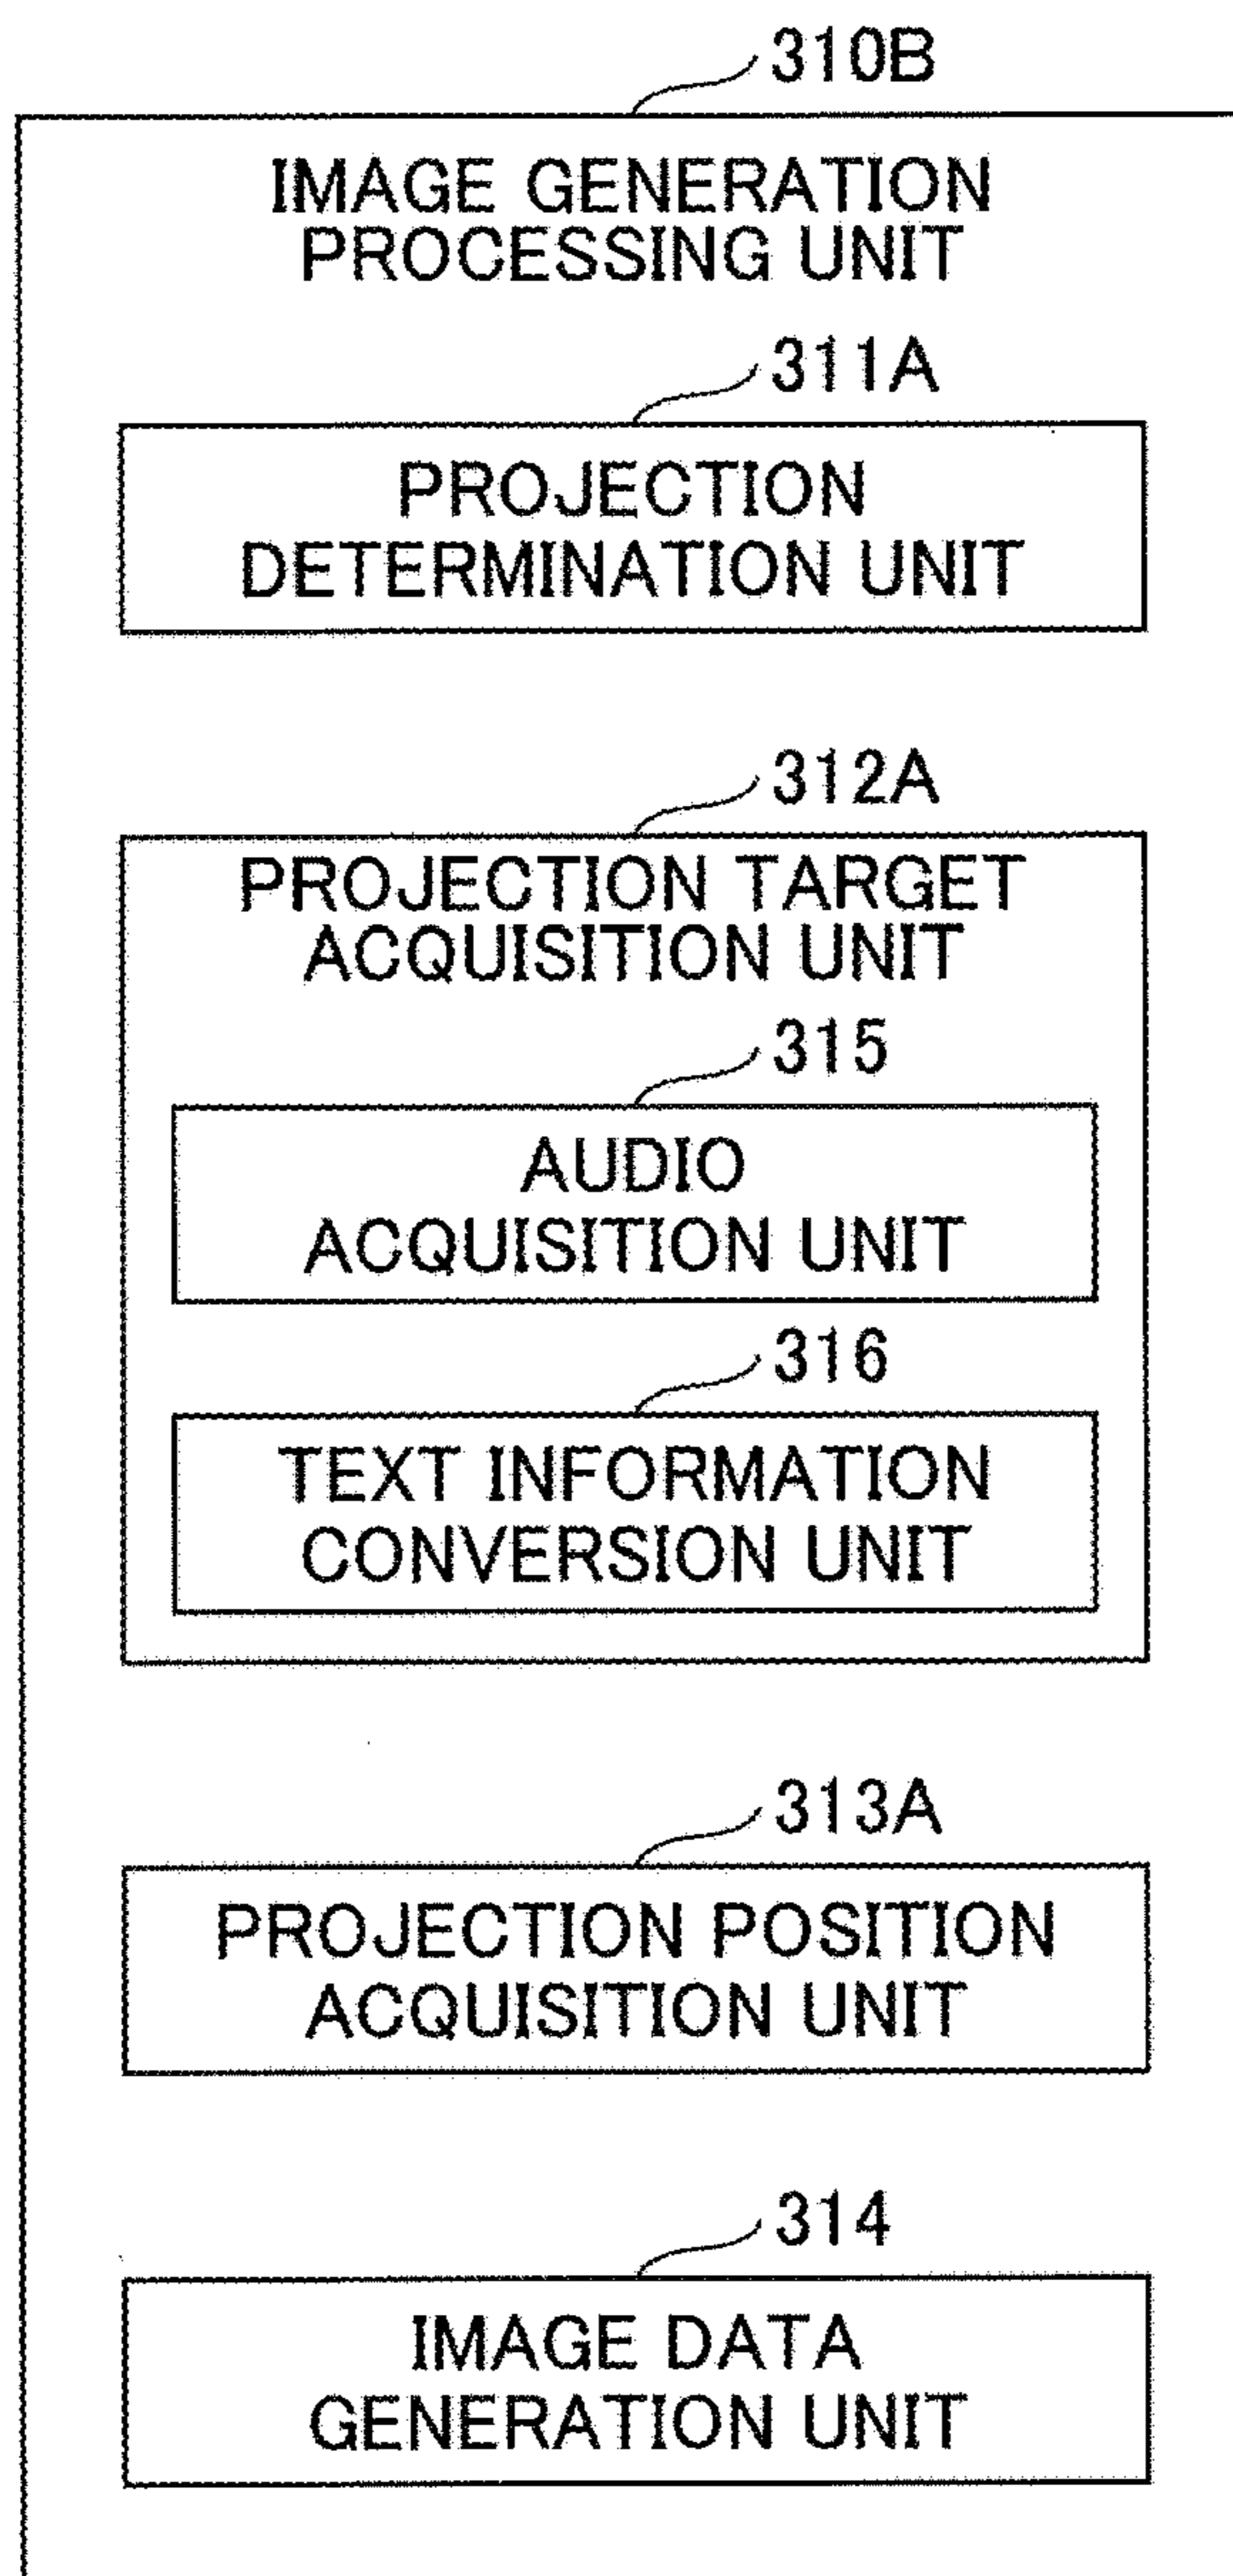 310B
IMAGE GENERATION
PROCESSING UNIT
311A
PROJECTION
DETERMINATION UNIT
312A
PROJECTION TARGET
ACQUISITION UNIT
315
AUDIO
ACQUISITION UNIT
316
TEXT INFORMATION
CONVERSION UNIT
313A
PROJECTION POSITION
ACQUISITION UNIT
314
IMAGE DATA
GENERATION UNIT